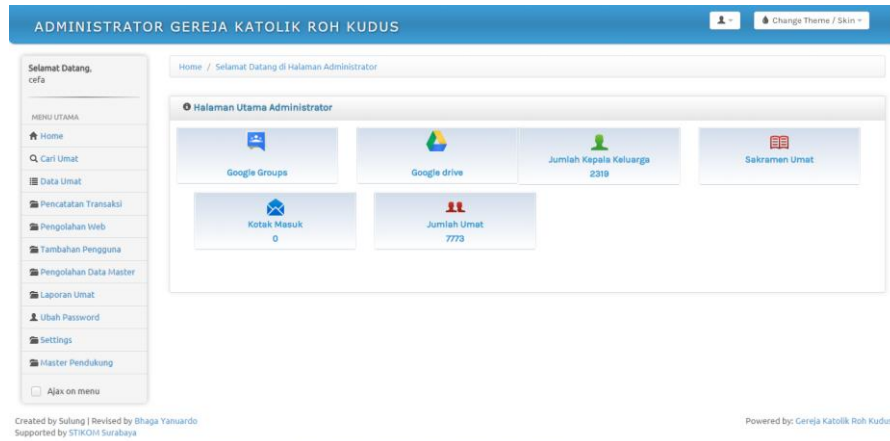 ADMINISTRATOR GEREJA KATOLIK ROH KUDUS
Change Theme / Skin
Selamat Datang,
cefa
Home / Selamat Datang di Halaman Administrator
MENU UTAMA
Home
Cari Umat
Data Umat
Pencatatan Transaksi
Pengolahan Web
Tambahan Pengguna
Pengolahan Data Master
Laporan Umat
Ubah Password
Settings
Master Pendukung
Ajax on menu
Halaman Utama Administrator
Google Groups
Google drive
Jumlah Kepala Keluarga
2319
Sakramen Umat
Kotak Masuk
0
Jumlah Umat
7773
Created by Sulung | Revised by Bhaga Yanuardo
Supported by STIKOM Surabaya
Powered by: Gereja Katolik Roh Kudus